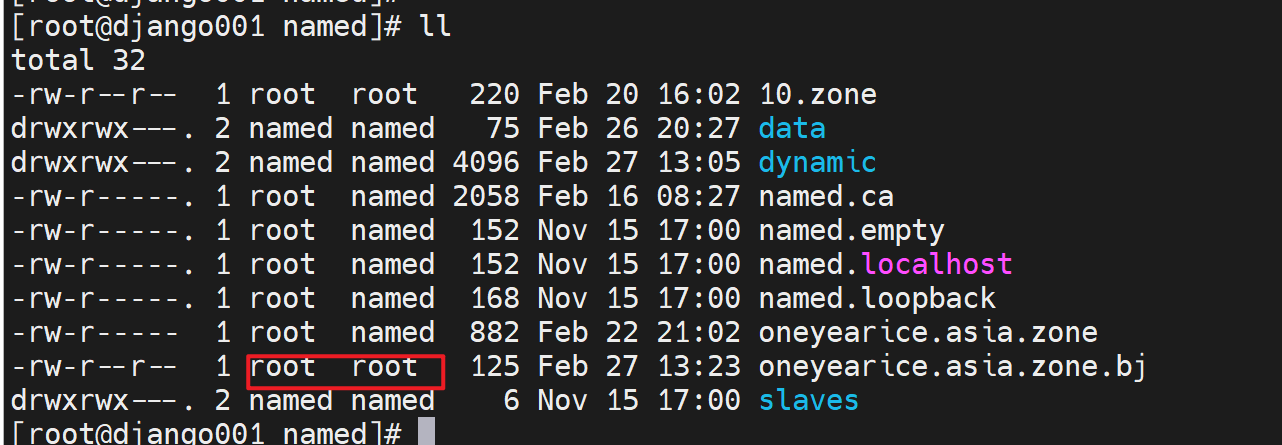 [root@django001 named]#
[root@django001 named]# ll
total 32
-rw-r--r--  1 root  root   220 Feb 20 16:02 10.zone
drwxrwx---. 2 named named   75 Feb 26 20:27 data
drwxrwx---. 2 named named 4096 Feb 27 13:05 dynamic
-rw-r-----. 1 root  named 2058 Feb 16 08:27 named.ca
-rw-r-----. 1 root  named  152 Nov 15 17:00 named.empty
-rw-r-----. 1 root  named  152 Nov 15 17:00 named.localhost
-rw-r-----. 1 root  named  168 Nov 15 17:00 named.loopback
-rw-r-----  1 root  named  882 Feb 22 21:02 oneyearice.asia.zone
-rw-r--r--  1 root  root   125 Feb 27 13:23 oneyearice.asia.zone.bj
drwxrwx---. 2 named named    6 Nov 15 17:00 slaves
[root@django001 named]#